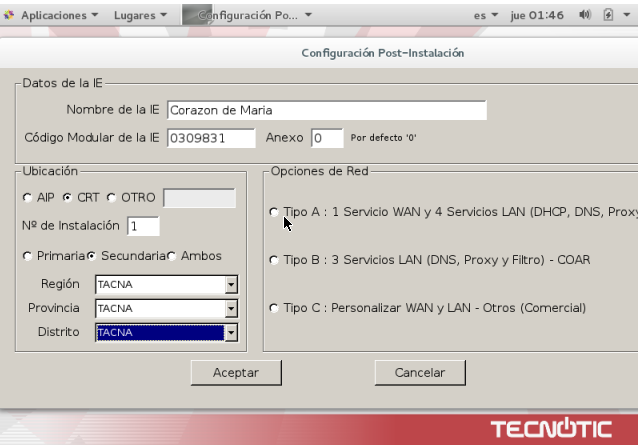 Aplicaciones Lugares Configuración Po... es jue 01:46
Configuración Post-Instalación
Datos de la IE
Nombre de la IE Corazon de Maria
Código Modular de la IE 0309831 Anexo 0 Por defecto '0'
Ubicación
AIP CRT OTRO
Nº de Instalación 1
Primaria Secundaria Ambos
Región TACNA
Provincia TACNA
Distrito TACNA
Opciones de Red
Tipo A : 1 Servicio WAN y 4 Servicios LAN (DHCP, DNS, Proxy
Tipo B : 3 Servicios LAN (DNS, Proxy y Filtro) - COAR
Tipo C : Personalizar WAN y LAN - Otros (Comercial)
Aceptar Cancelar
TECNOTIC